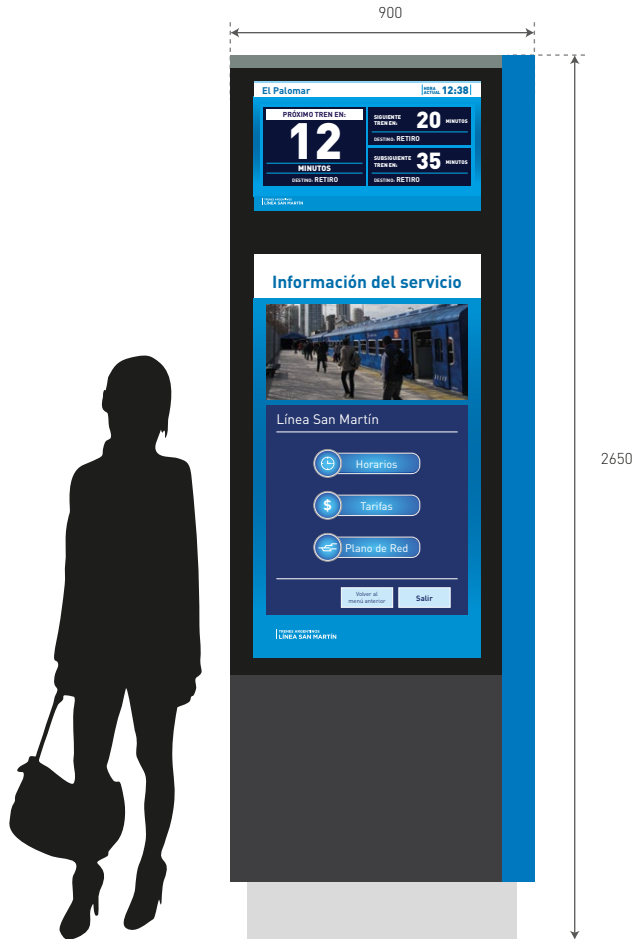 900
El Palomar
HORA
ACTUAL 12:38
PRÓXIMO TREN EN:
12
MINUTOS
DESTINO: RETIRO
SIGUIENTE
TREN EN: 20 MINUTOS
DESTINO: RETIRO
SUBSIGUIENTE
TREN EN: 35 MINUTOS
DESTINO: RETIRO
TRENES ARGENTINOS
LÍNEA SAN MARTÍN
Información del servicio
Línea San Martín
Horarios
$ Tarifas
Plano de Red
Volver al
menú anterior
Salir
TRENES ARGENTINOS
LÍNEA SAN MARTÍN
2650